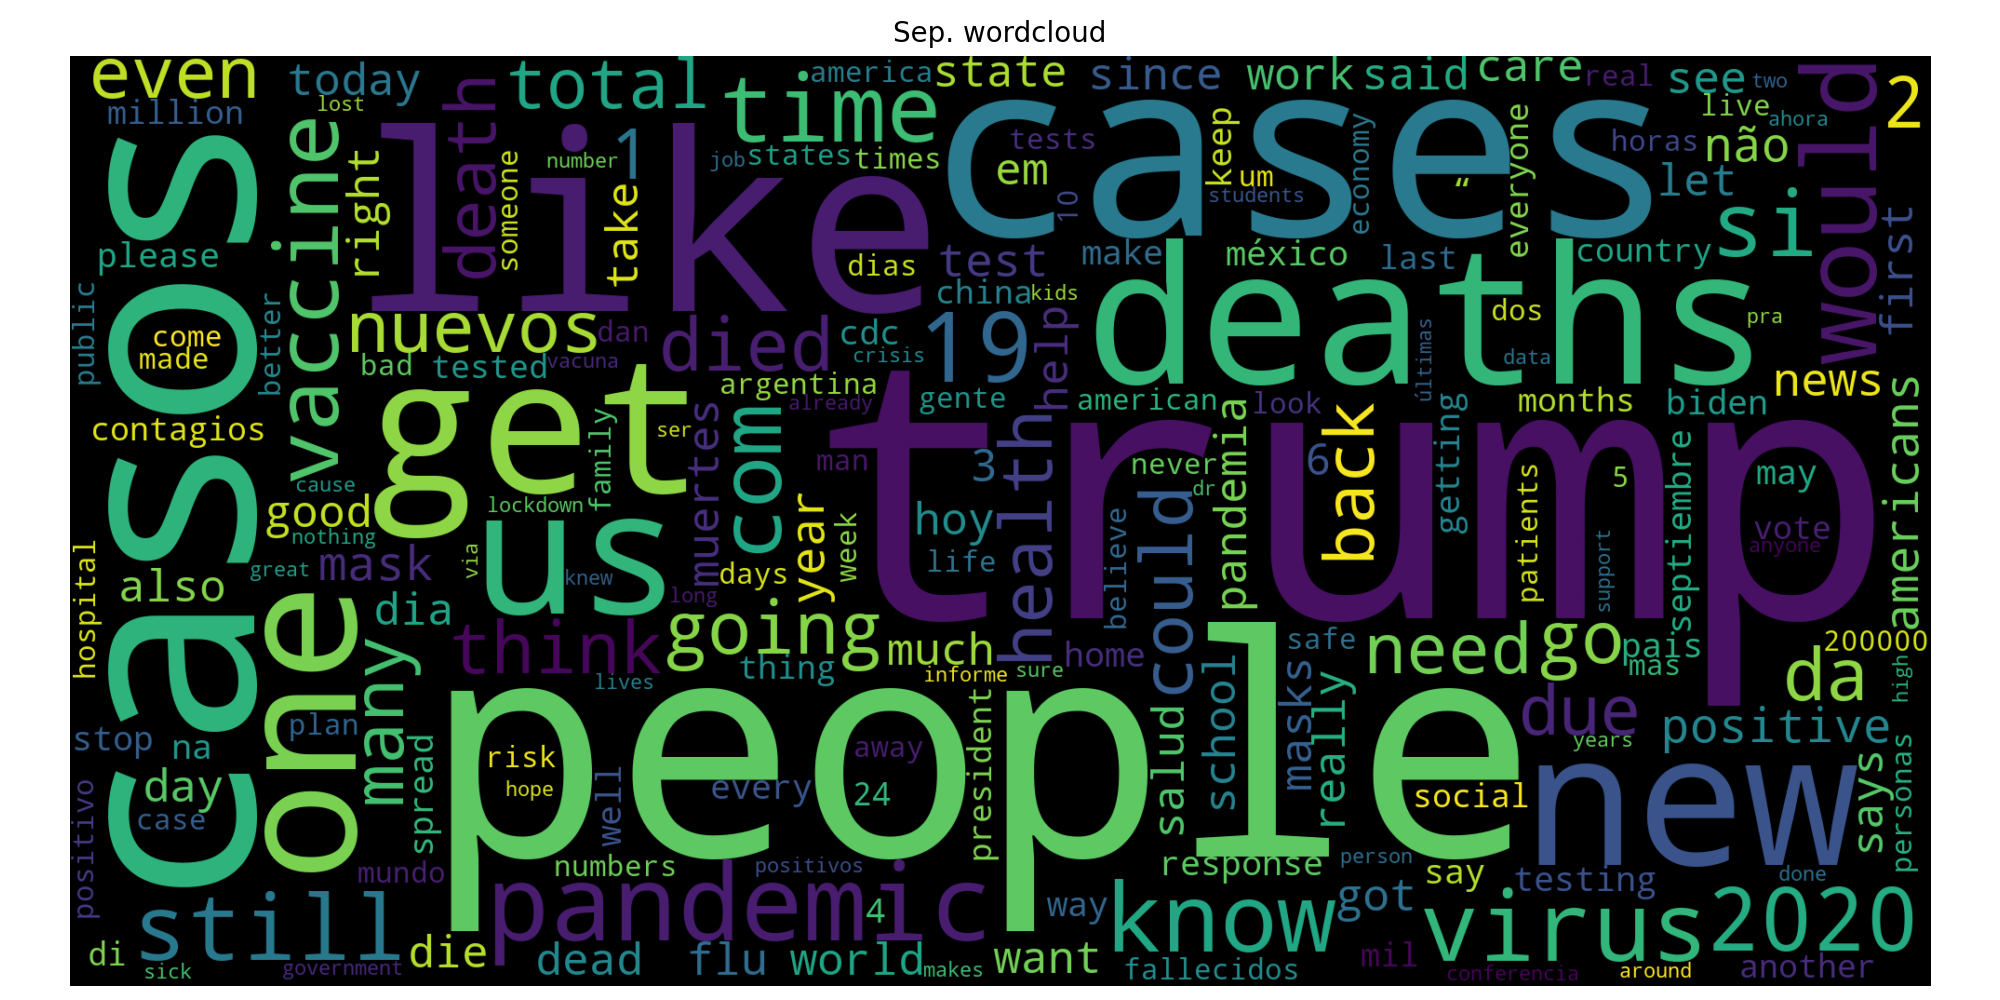 Sep. wordcloud
even
today
total
time
america
state
since
work
said
care
real
see
two
would
2
million
lost
death
like
cases
live
ahora
vaccine
right
someone
number
1
take
job
states
times
tests
em
keep
um
students
economy
“
everyone
horas
não
let
si
first
10
casos
please
dias
test
make
méxico
last
country
public
come
made
better
nuevos
dan
died
cdc
china
kids
19
crisis
help
deaths
dos
pra
data
últimas
bad
tested
vacuna
argentina
already
gente
american
look
months
biden
news
americans
contagios
get
family
ser
muertes
com
man
3
health
never
dr
pandemia
6
back
getting
trump
patients
5
septiembre
may
vote
anyone
support
cause
good
nothing
lockdown
us
year
week
hoy
life
believe
could
hospital
also
great
mask
via
knew
days
long
one
dia
many
think
going
thing
much
informe
sure
home
safe
need
go
pais
mas
200000
da
high
lives
school
masks
really
salud
due
years
positive
stop
na
plan
day
case
spread
risk
hope
people
well
every
away
24
president
social
new
says
personas
positivo
mundo
numbers
positivos
response
person
say
testing
done
still
pandemic
4
way
know
got
virus
2020
di
sick
government
die
dead
flu
world
makes
want
fallecidos
mil
conferencia
around
another